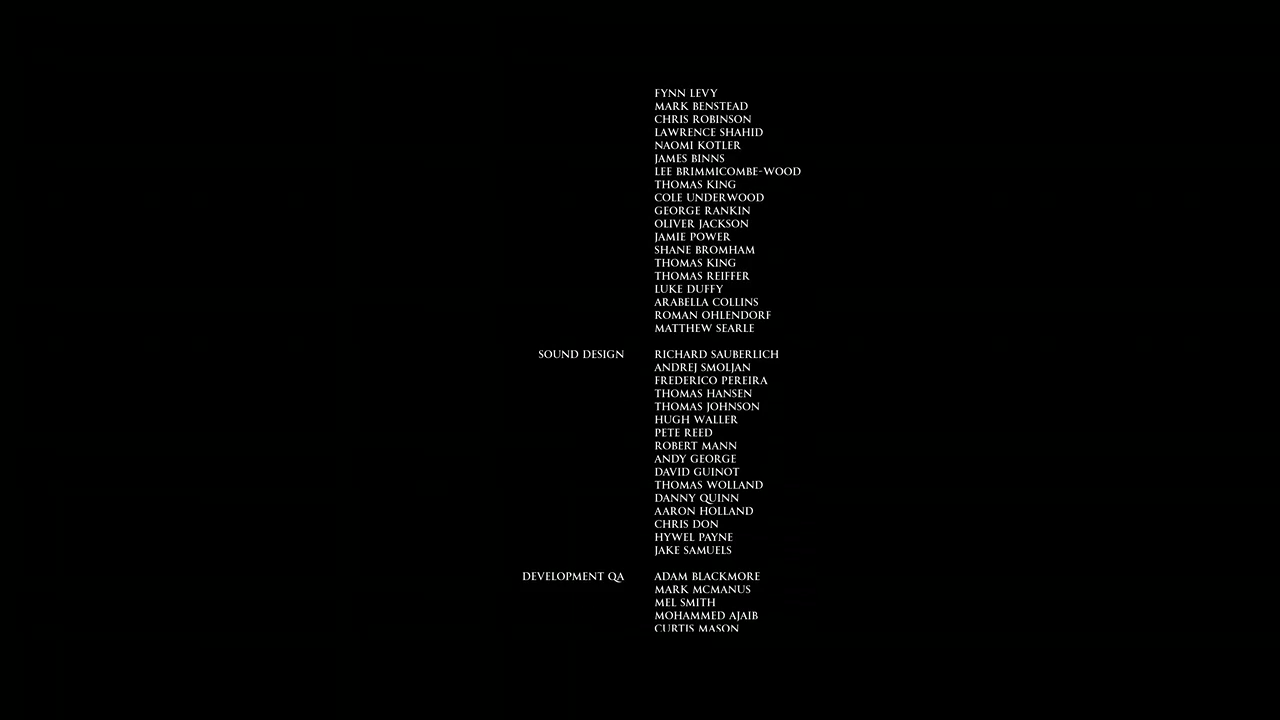 FYNN LEVY
MARK BENSTEAD
CHRIS ROBINSON
LAWRENCE SHAHID
NAOMI KOTLER
JAMES BINNS
LEE BRIMMICOMBE-WOOD
THOMAS KING
COLE UNDERWOOD
GEORGE RANKIN
OLIVER JACKSON
JAMIE POWER
SHANE BROMHAM
THOMAS KING
THOMAS REIFFER
LUKE DUFFY
ARABELLA COLLINS
ROMAN OHLENDORF
MATTHEW SEARLE
SOUND DESIGN RICHARD SAUBERLICH
ANDREJ SMOLJAN
FREDERICO PEREIRA
THOMAS HANSEN
THOMAS JOHNSON
HUGH WALLER
PETE REED
ROBERT MANN
ANDY GEORGE
DAVID GUINOT
THOMAS WOLLAND
DANNY QUINN
AARON HOLLAND
CHRIS DON
HYWEL PAYNE
JAKE SAMUELS
DEVELOPMENT QA ADAM BLACKMORE
MARK MCMANUS
MEL SMITH
MOHAMMED AJAIB
CURTIS MASON